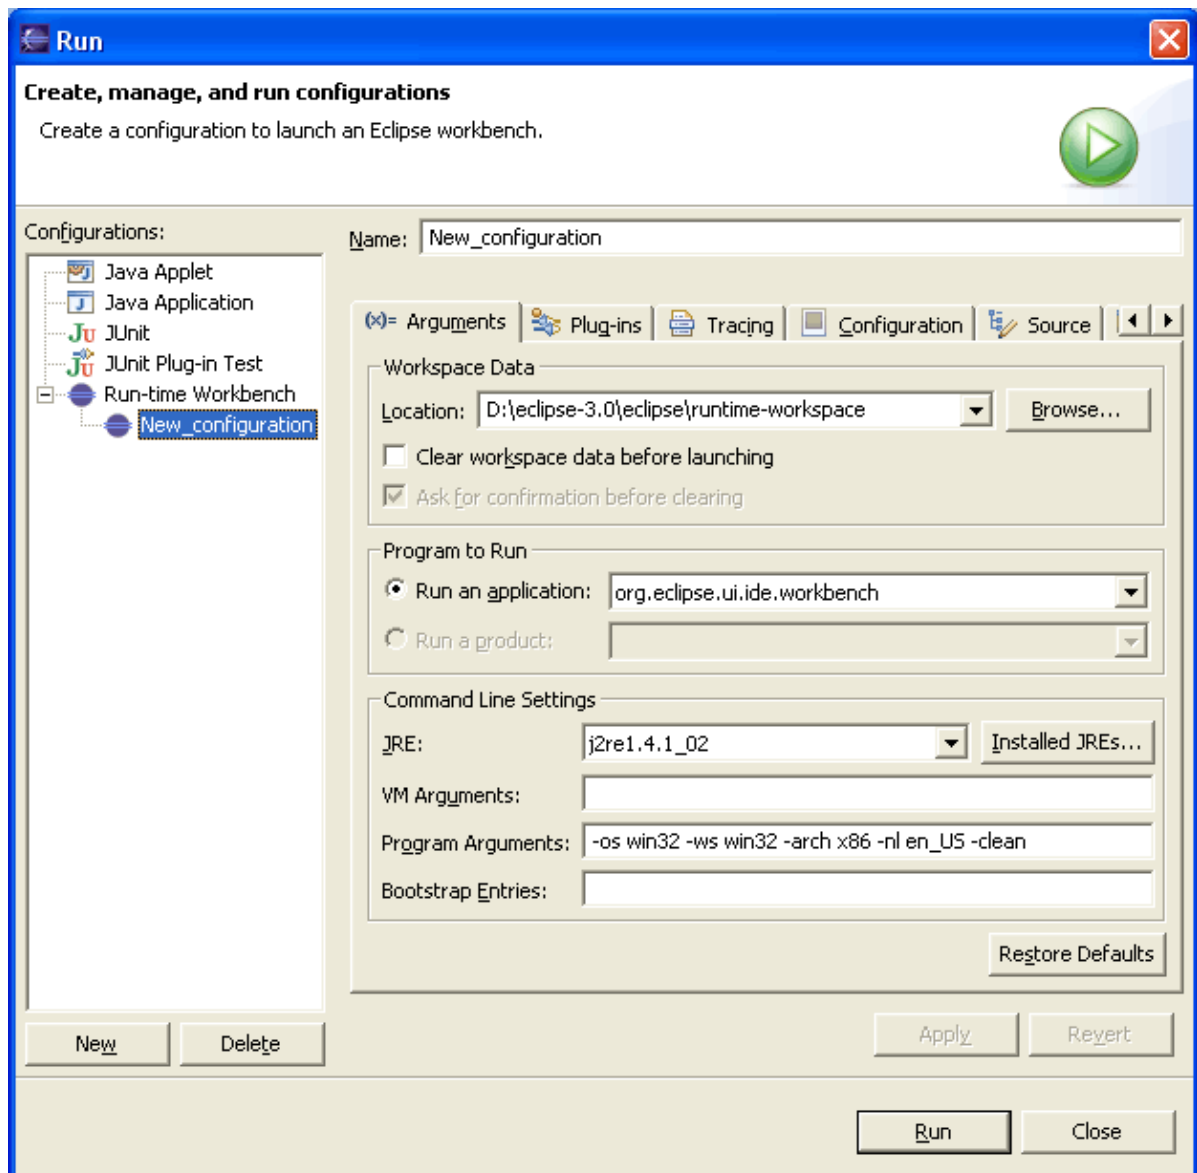 Run
Create, manage, and run configurations
Create a configuration to launch an Eclipse workbench.
Configurations:
Java Applet
Java Application
JU JUnit
JU JUnit Plug-in Test
Run-time Workbench
New_configuration
New
Delete
Name: New_configuration
(x)= Arguments Plug-ins Tracing Configuration Source
Workspace Data
Location: D:\eclipse-3.0\eclipse\runtime-workspace Browse...
Clear workspace data before launching
Ask for confirmation before clearing
Program to Run
Run an application: org.eclipse.ui.ide.workbench
Run a product:
Command Line Settings
JRE: j2re1.4.1_02 Installed JREs...
VM Arguments:
Program Arguments: -os win32 -ws win32 -arch x86 -nl en_US -clean
Bootstrap Entries:
Restore Defaults
Apply Revert
Run Close